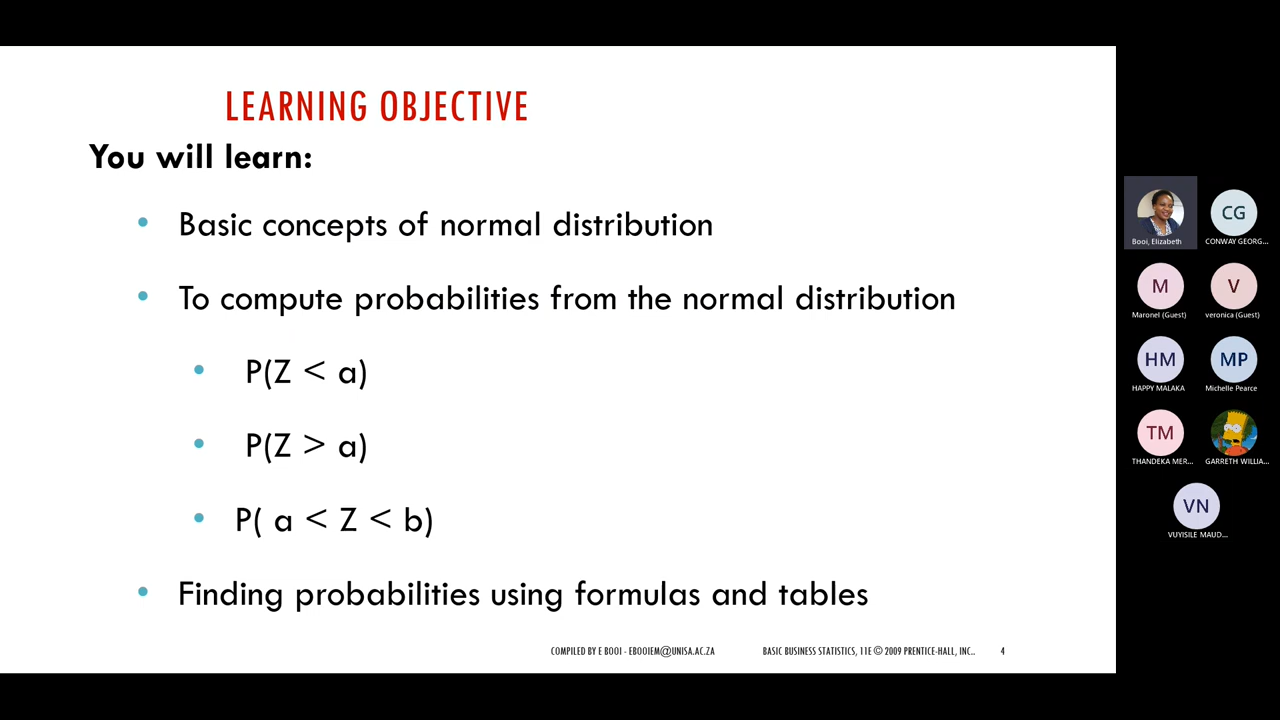 LEARNING OBJECTIVE
You will learn:
• Basic concepts of normal distribution
• To compute probabilities from the normal distribution
• P(Z < a)
• P(Z > a)
• P( a < Z < b)
• Finding probabilities using formulas and tables
COMPILED BY E BOOI - EBOOIEM@UNISA.AC.ZA BASIC BUSINESS STATISTICS, 11E © 2009 PRENTICE-HALL, INC.. 4
Booi, Elizabeth
CG
CONWAY GEORG...
M
Maronel (Guest)
V
veronica (Guest)
HM
HAPPY MALAKA
MP
Michelle Pearce
TM
THANDEKA MER...
GARRETH WILLIA...
VN
VUYISILE MAUD...